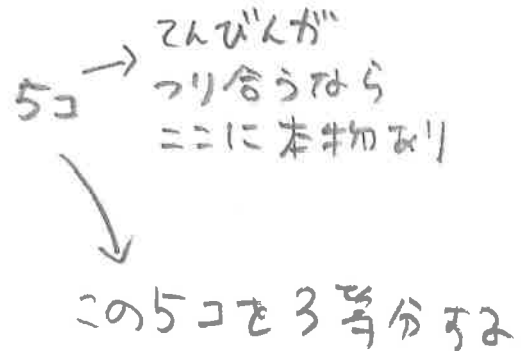 5コ
てんびんが
つり合うなら
ここに本物あり
この5コを3等分する